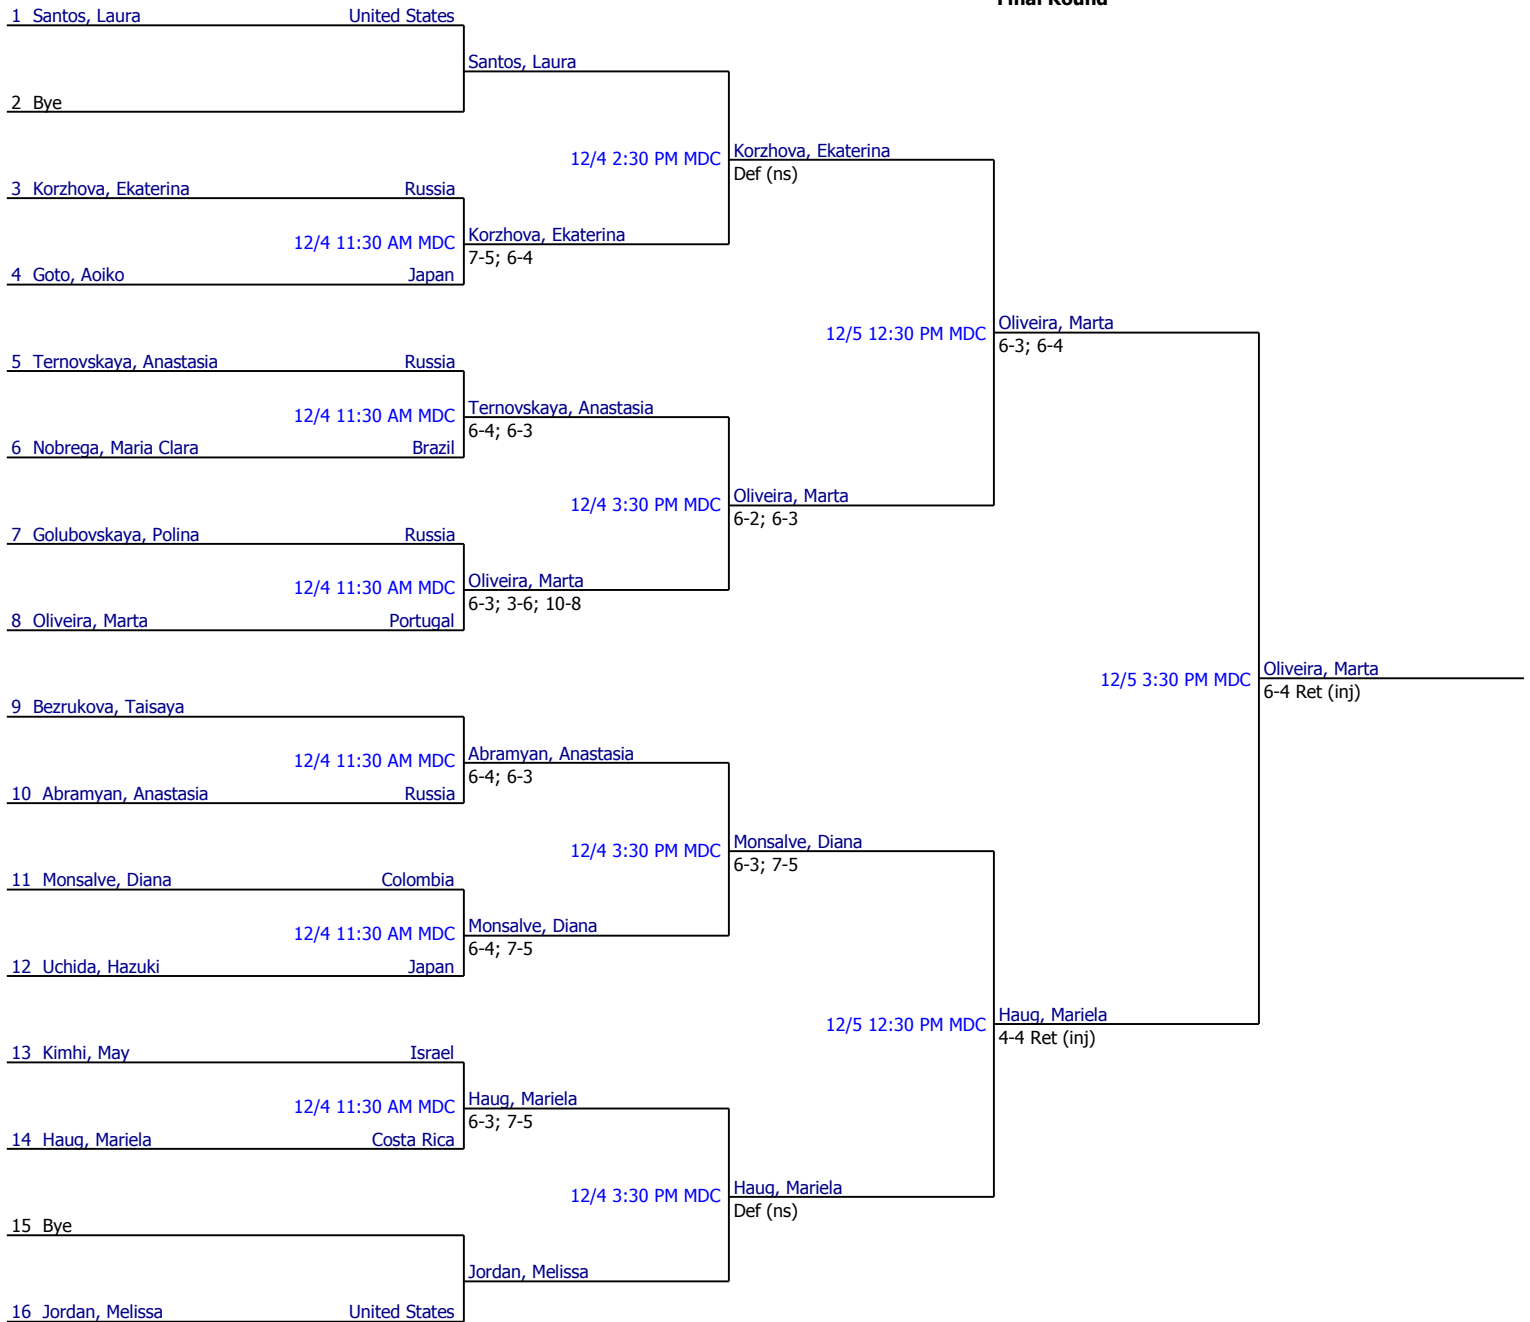 Final Round
1 Santos, Laura United States
Santos, Laura
2 Bye
12/4 2:30 PM MDC Korzhova, Ekaterina
Def (ns)
3 Korzhova, Ekaterina Russia
12/4 11:30 AM MDC Korzhova, Ekaterina
7-5; 6-4
4 Goto, Aoiko Japan
12/5 12:30 PM MDC Oliveira, Marta
6-3; 6-4
5 Ternovskaya, Anastasia Russia
12/4 11:30 AM MDC Ternovskaya, Anastasia
6-4; 6-3
6 Nobrega, Maria Clara Brazil
12/4 3:30 PM MDC Oliveira, Marta
6-2; 6-3
7 Golubovskaya, Polina Russia
12/4 11:30 AM MDC Oliveira, Marta
6-3; 3-6; 10-8
8 Oliveira, Marta Portugal
12/5 3:30 PM MDC Oliveira, Marta
6-4 Ret (inj)
9 Bezrukova, Taisaya
12/4 11:30 AM MDC Abramyan, Anastasia
6-4; 6-3
10 Abramyan, Anastasia Russia
12/4 3:30 PM MDC Monsalve, Diana
6-3; 7-5
11 Monsalve, Diana Colombia
12/4 11:30 AM MDC Monsalve, Diana
6-4; 7-5
12 Uchida, Hazuki Japan
12/5 12:30 PM MDC Haug, Mariela
4-4 Ret (inj)
13 Kimhi, May Israel
12/4 11:30 AM MDC Haug, Mariela
6-3; 7-5
14 Haug, Mariela Costa Rica
12/4 3:30 PM MDC Haug, Mariela
Def (ns)
15 Bye
Jordan, Melissa
16 Jordan, Melissa United States